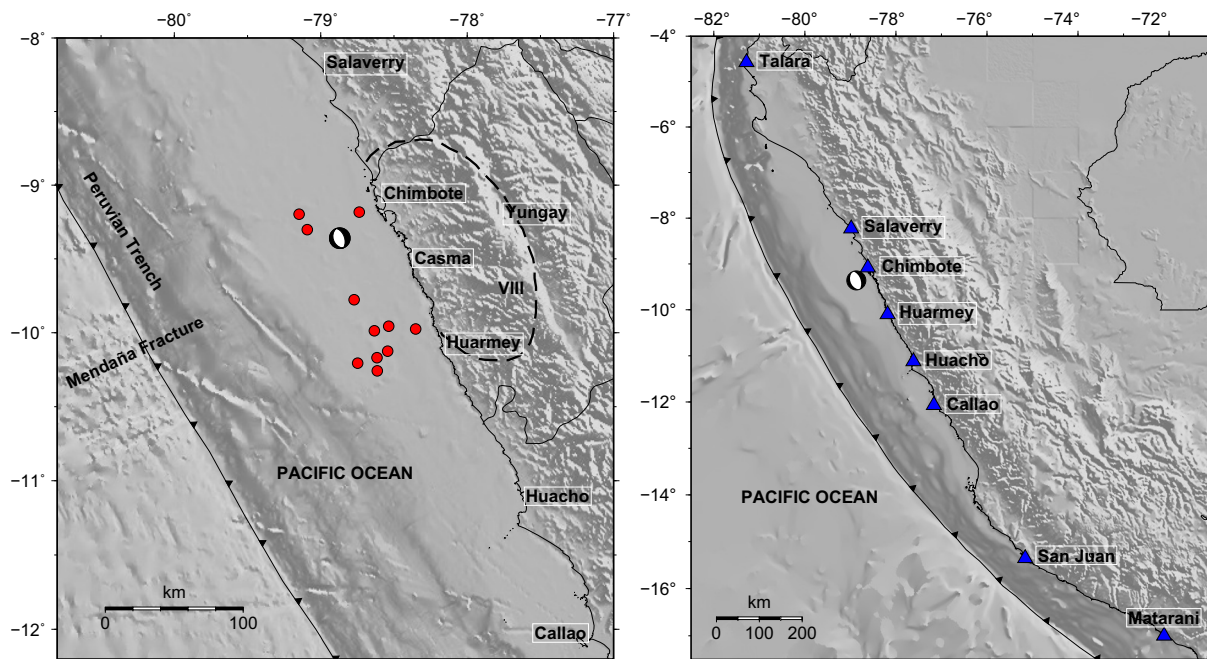 −80˚ −79˚ −78˚ −77˚
−8˚
−9˚
−10˚
−11˚
−12˚
Salaverry
Chimbote
Yungay
Casma
VIII
Huarmey
Peruvian Trench
Mendaña Fracture
PACIFIC OCEAN
Huacho
Callao
km
0 100
−82 −80˚ −78˚ −76˚ −74˚ −72˚
−4˚
−6˚
−8˚
−10˚
−12˚
−14˚
−16˚
Talara
Salaverry
Chimbote
Huarmey
Huacho
Callao
PACIFIC OCEAN
San Juan
Matarani
km
0 100 200